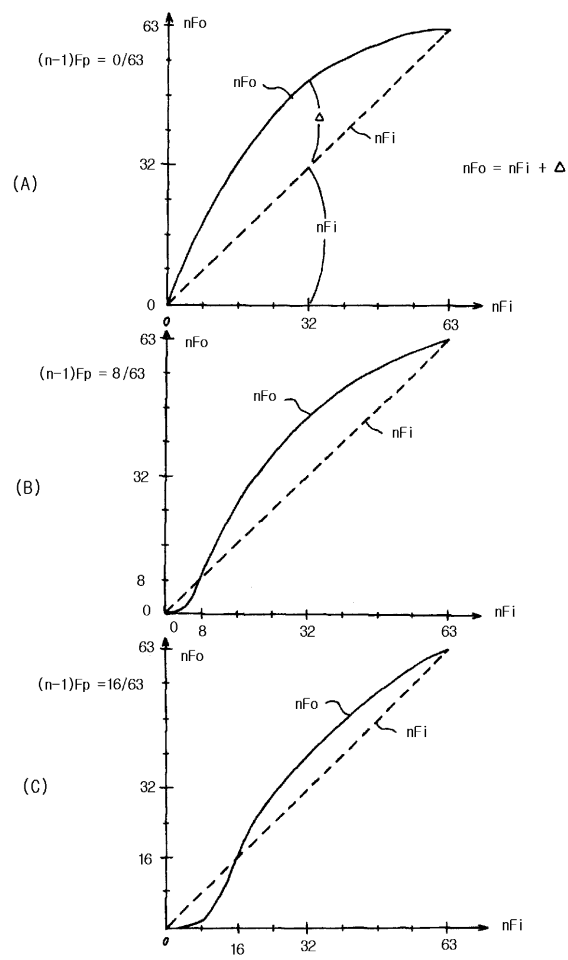 63 nFo
(n-1)Fp = 0/63
nFo
Δ
nFi
32
(A)
nFo = nFi + Δ
nFi
0
0 32 63 nFi
63 nFo
(n-1)Fp = 8/63
nFo
nFi
32
(B)
8
0
0 8 32 63 nFi
63 nFo
(n-1)Fp =16/63
nFo
nFi
32
(C)
16
0 16 32 63 nFi